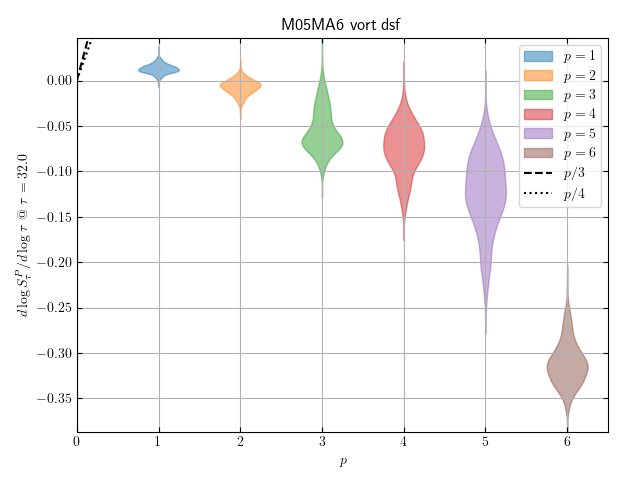 M05MA6 vort dsf
d log S_τ^P / d log τ @ τ = 32.0
0.00
−0.05
−0.10
−0.15
−0.20
−0.25
−0.30
−0.35
0 1 2 3 4 5 6
p
p = 1
p = 2
p = 3
p = 4
p = 5
p = 6
p/3
p/4